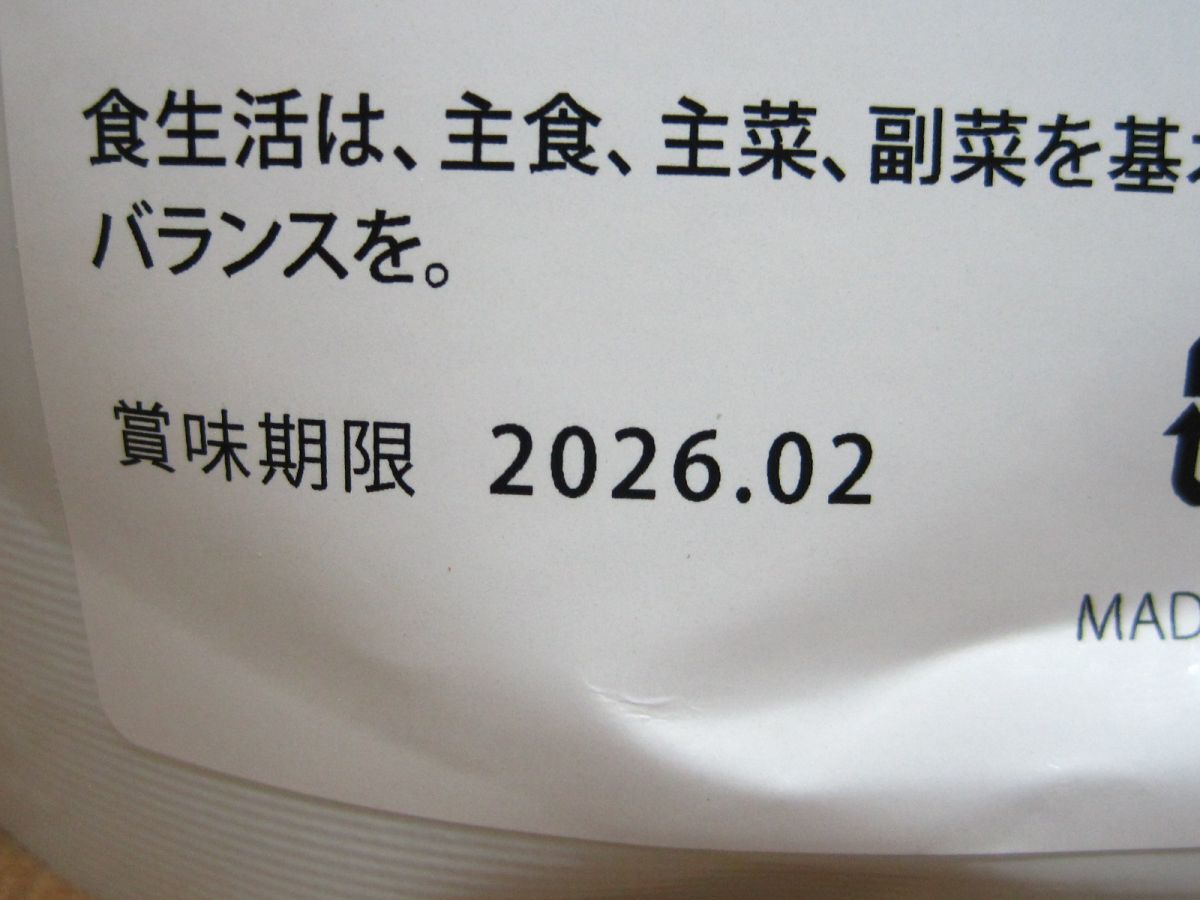 食生活は、主食、主菜、副菜を基
バランスを。
賞味期限 2026.02
MAD